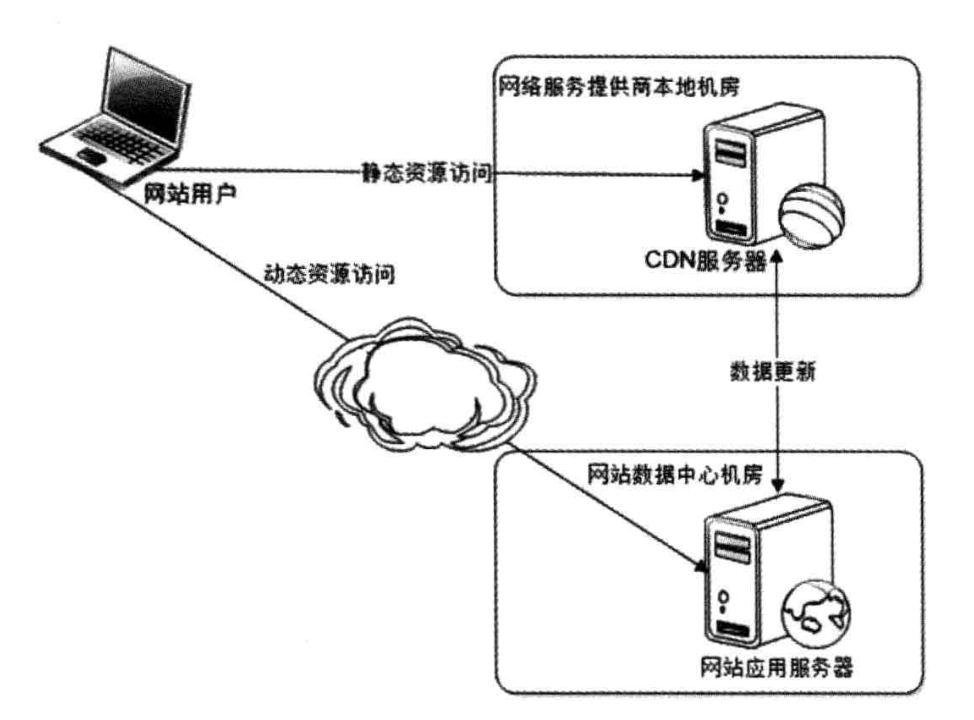 网络服务提供商本地机房
静态资源访问
网站用户
CDN服务器
动态资源访问
数据更新
网站数据中心机房
网站应用服务器